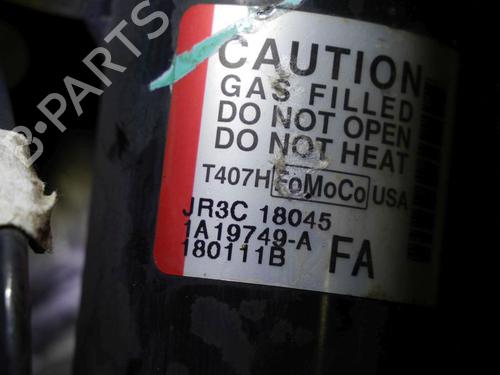 B-PARTS
CAUTION
GAS FILLED
DO NOT OPEN
DO NOT HEAT
T407H FoMoCo USA
JR3C 18045
1A19749-A
180111B FA